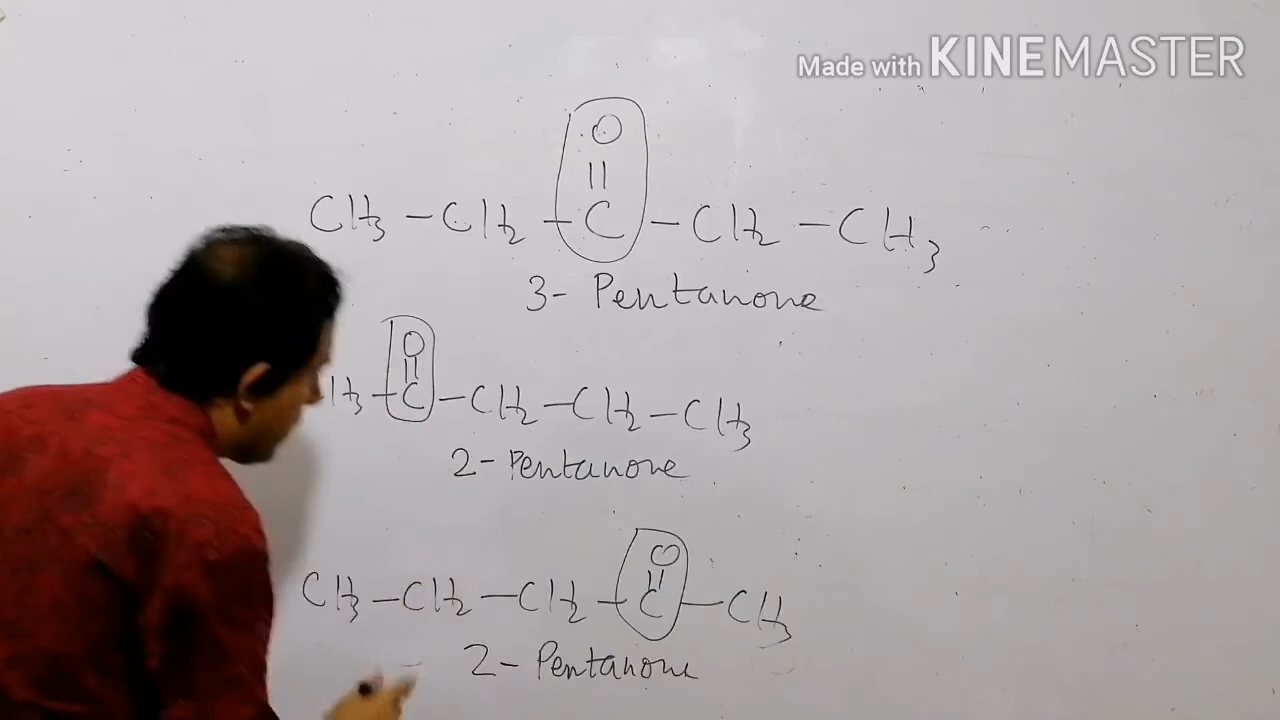 Made with KINEMASTER
O
||
CH3 - CH2 - C - CH2 - CH3
3- Pentanone
O
||
H3 - C - CH2 - CH2 - CH3
2- Pentanone
O
||
CH3 - CH2 - CH2 - C - CH3
2- Pentanone